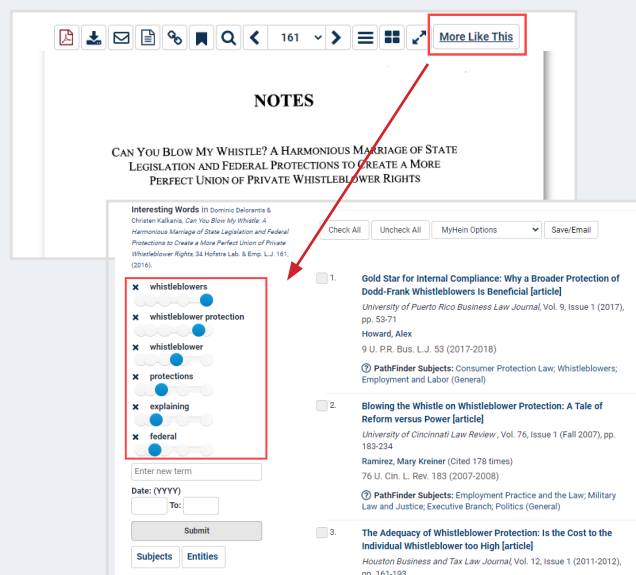 161
More Like This
NOTES
CAN YOU BLOW MY WHISTLE? A HARMONIOUS MARRIAGE OF STATE
LEGISLATION AND FEDERAL PROTECTIONS TO CREATE A MORE
PERFECT UNION OF PRIVATE WHISTLEBLOWER RIGHTS
Interesting Words in Dominic Delorantis &
Christen Kalkanis, Can You Blow My Whistle: A
Harmonious Marriage of State Legislation and Federal
Protections to Create a More Perfect Union of Private
Whistleblower Rights, 34 Hofstra Lab. & Emp. L.J. 161,
(2016).
x whistleblowers
x whistleblower protection
x whistleblower
x protections
x explaining
x federal
Enter new term
Date: (YYYY)
To:
Submit
Subjects Entities
Check All Uncheck All MyHein Options Save/Email
1. Gold Star for Internal Compliance: Why a Broader Protection of
Dodd-Frank Whistleblowers Is Beneficial [article]
University of Puerto Rico Business Law Journal, Vol. 9, Issue 1 (2017),
pp. 53-71
Howard, Alex
9 U. P.R. Bus. L.J. 53 (2017-2018)
? PathFinder Subjects: Consumer Protection Law; Whistleblowers;
Employment and Labor (General)
2. Blowing the Whistle on Whistleblower Protection: A Tale of
Reform versus Power [article]
University of Cincinnati Law Review , Vol. 76, Issue 1 (Fall 2007), pp.
183-234
Ramirez, Mary Kreiner (Cited 178 times)
76 U. Cin. L. Rev. 183 (2007-2008)
? PathFinder Subjects: Employment Practice and the Law; Military
Law and Justice; Executive Branch; Politics (General)
3. The Adequacy of Whistleblower Protection: Is the Cost to the
Individual Whistleblower too High [article]
Houston Business and Tax Law Journal, Vol. 12, Issue 1 (2011-2012),
pp. 161-193